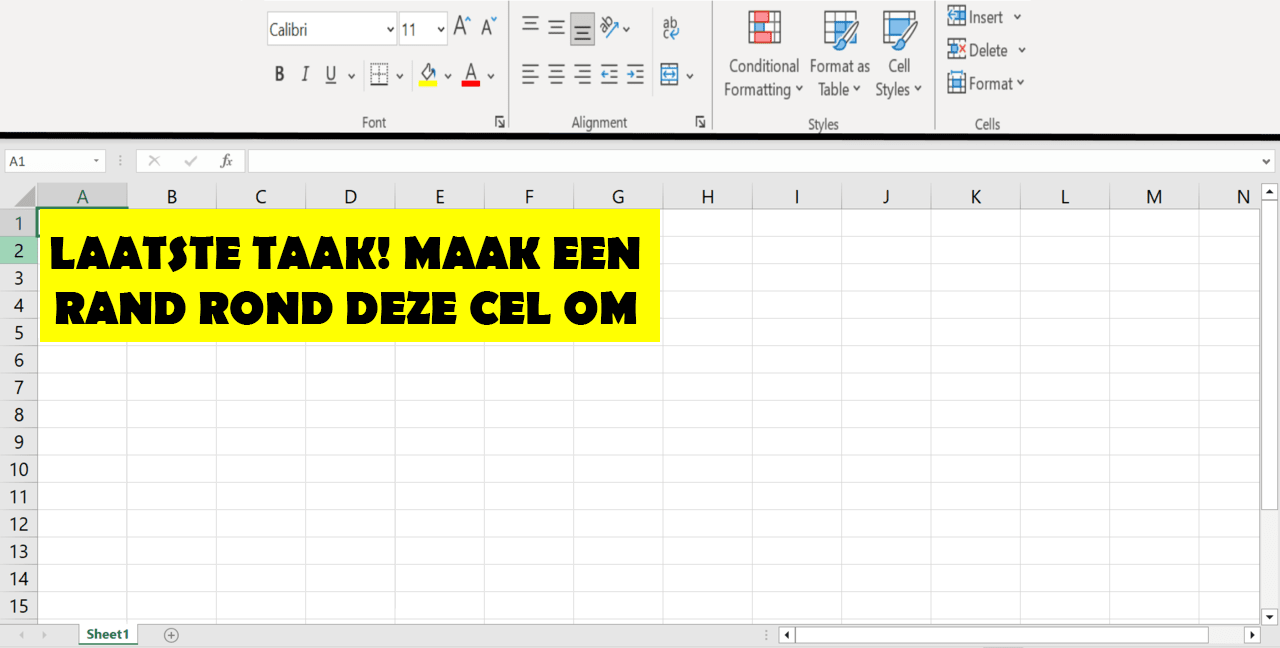 Calibri 11
B I U
ab
Conditional Formatting
Format as Table
Cell Styles
Insert
Delete
Format
Font Alignment Styles Cells
A1 fx
A B C D E F G H I J K L M N
1
2
3
4
5
6
7
8
9
10
11
12
13
14
15
LAATSTE TAAK! MAAK EEN
RAND ROND DEZE CEL OM
Sheet1